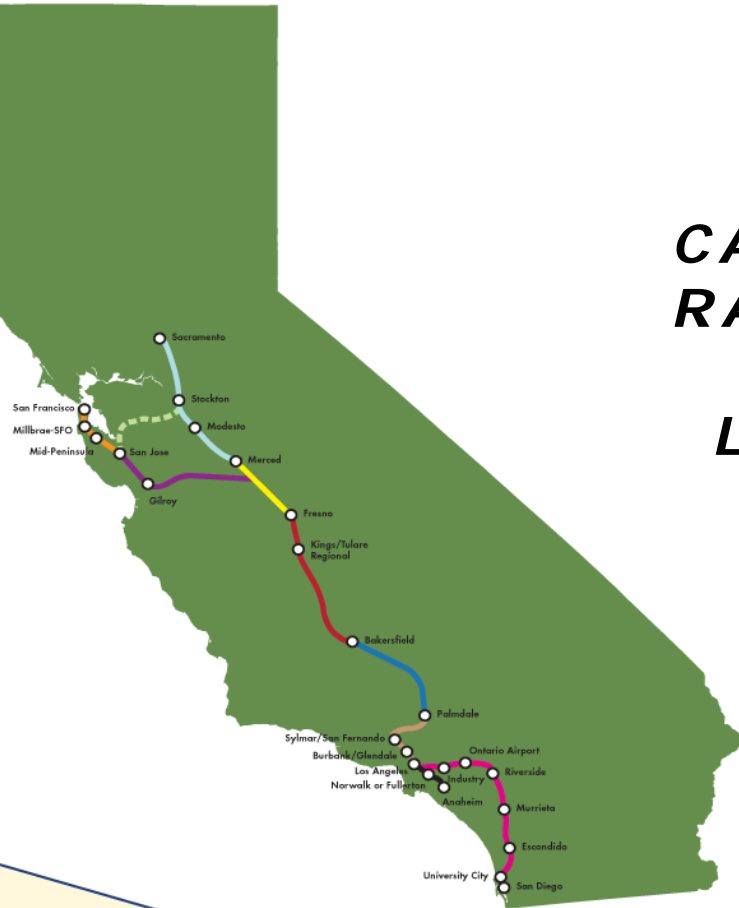 CA
RA
L
Sacramento
Stockton
San Francisco
Modesto
Millbrae-SFO
Mid-Peninsula
San Jose
Merced
Gilroy
Fresno
Kings/Tulare
Regional
Bakersfield
Palmdale
Sylmar/San Fernando
Ontario Airport
Burbank/Glendale
Los Angeles
Riverside
Industry
Norwalk or Fullerton
Anaheim
Murrieta
Escondido
University City
San Diego